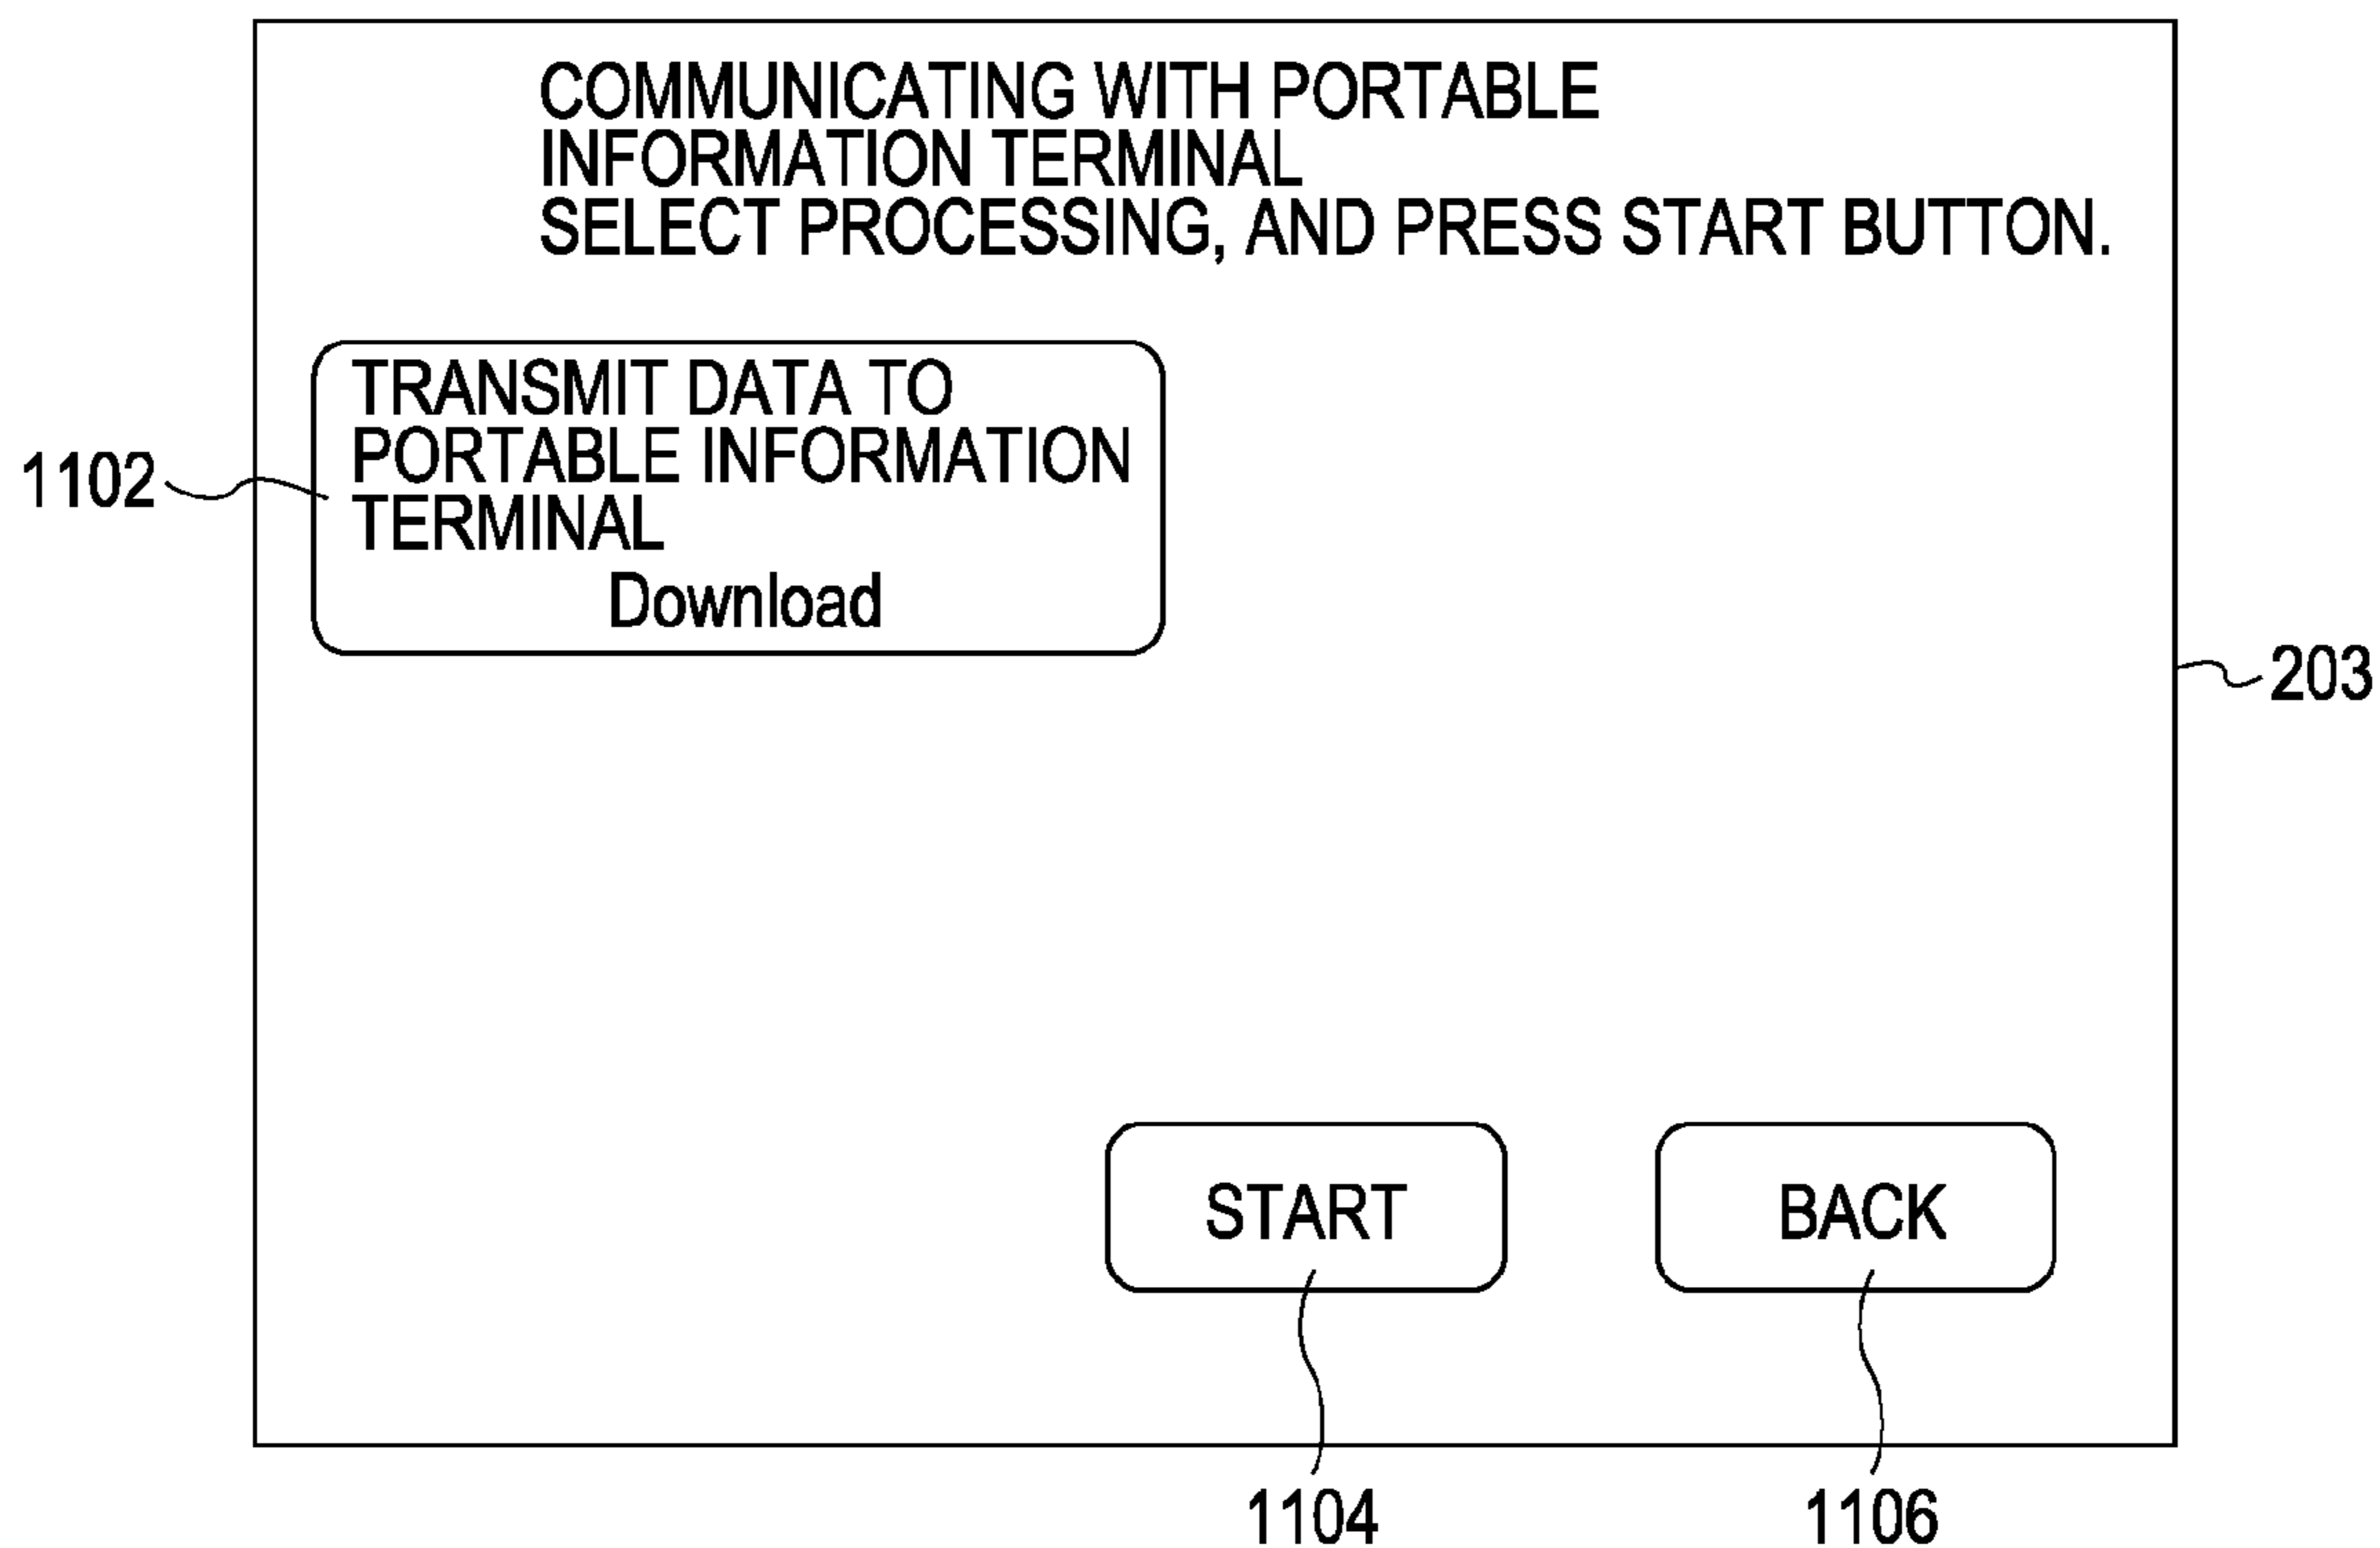 COMMUNICATING WITH PORTABLE
INFORMATION TERMINAL
SELECT PROCESSING, AND PRESS START BUTTON.
TRANSMIT DATA TO
PORTABLE INFORMATION
TERMINAL
Download
1102
203
START
BACK
1104
1106